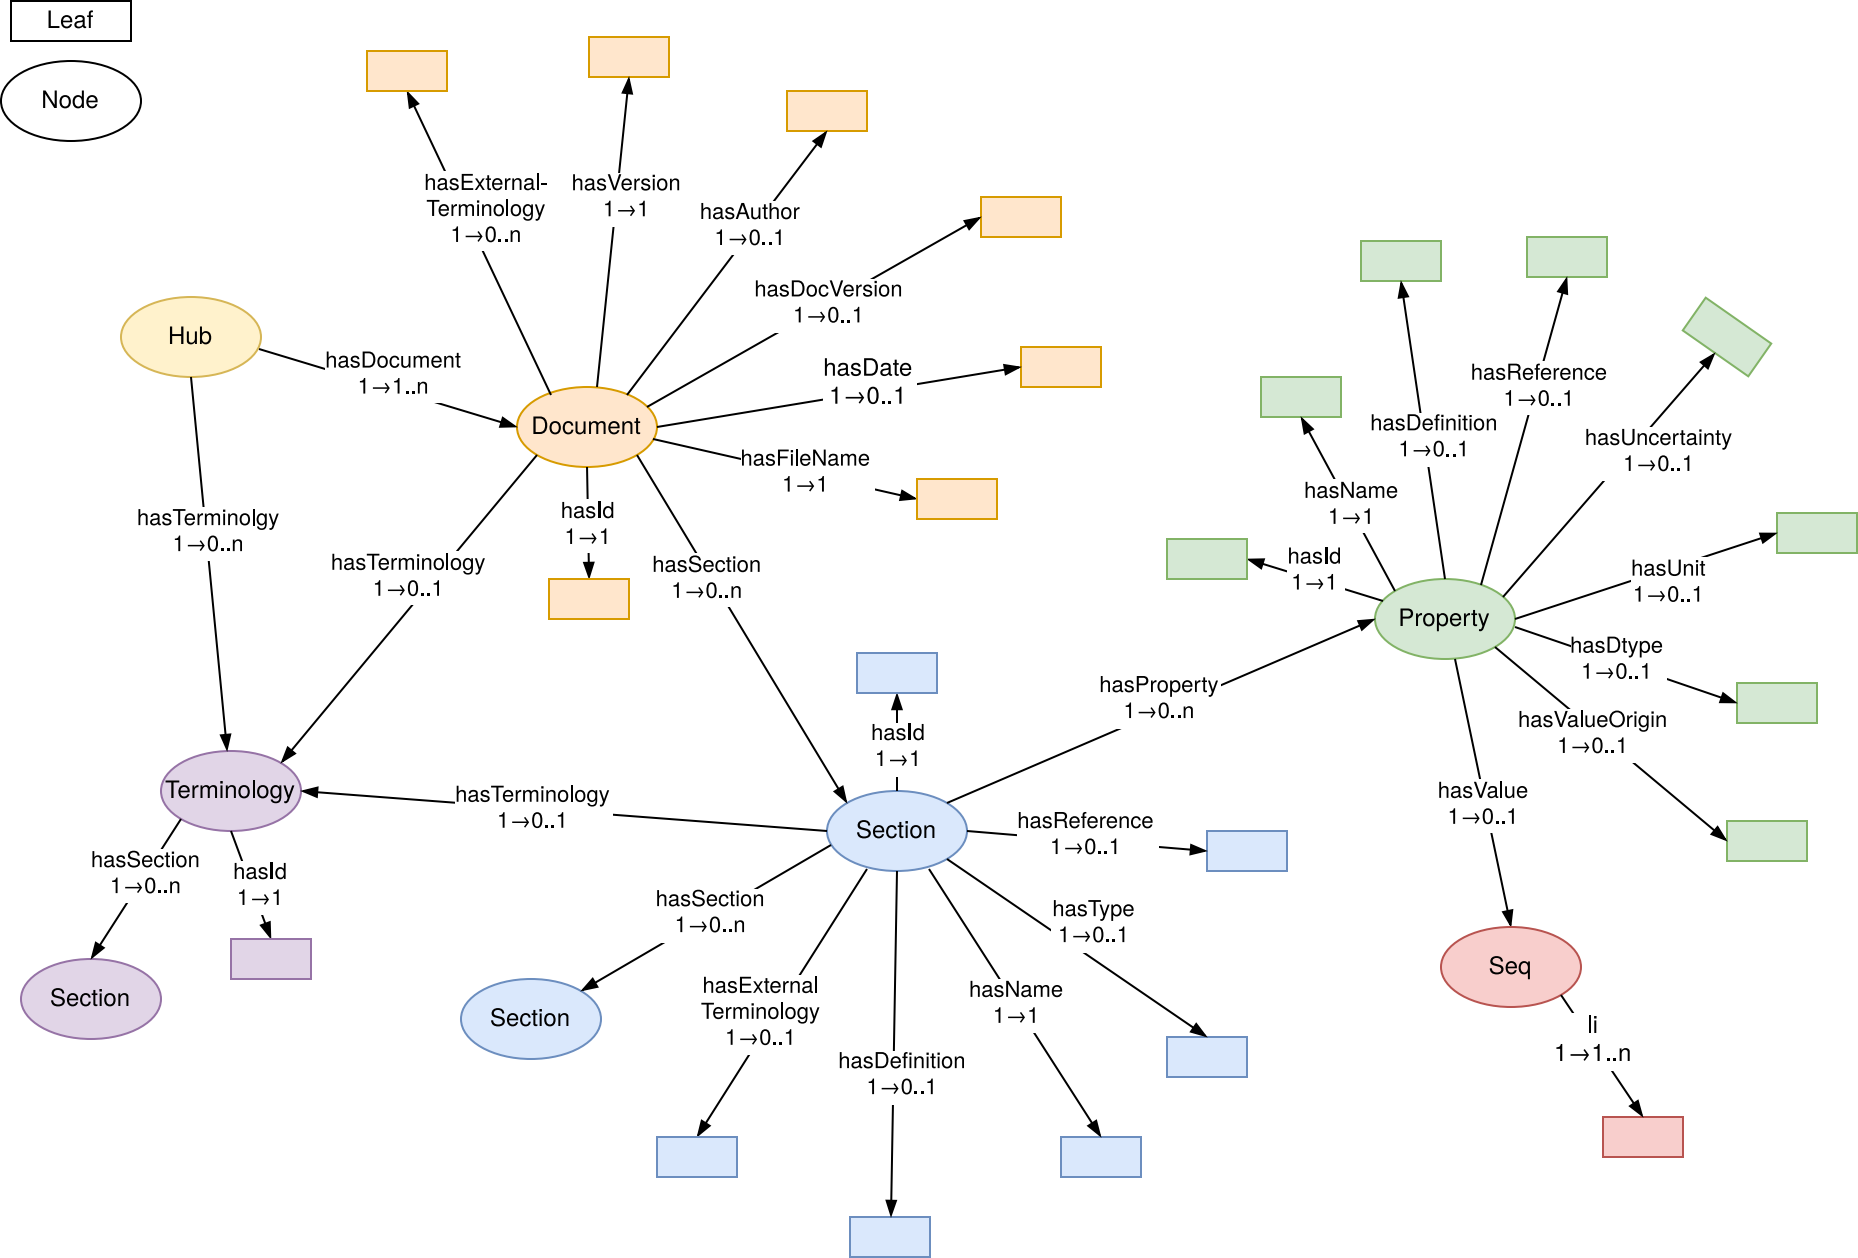 Leaf
Node
hasExternal-
Terminology
1→0..n
hasVersion
1→1
hasAuthor
1→0..1
hasDocVersion
1→0..1
hasDate
1→0..1
hasFileName
1→1
Hub
hasDocument
1→1..n
Document
hasTerminolgy
1→0..n
hasTerminology
1→0..1
hasId
1→1
hasSection
1→0..n
hasDefinition
1→0..1
hasReference
1→0..1
hasUncertainty
1→0..1
hasName
1→1
hasId
1→1
hasUnit
1→0..1
Property
hasDtype
1→0..1
hasValueOrigin
1→0..1
hasValue
1→0..1
hasProperty
1→0..n
hasId
1→1
Terminology
hasTerminology
1→0..1
Section
hasReference
1→0..1
hasSection
1→0..n
hasId
1→1
Section
hasSection
1→0..n
Section
hasExternal
Terminology
1→0..1
hasDefinition
1→0..1
hasName
1→1
hasType
1→0..1
Seq
li
1→1..n